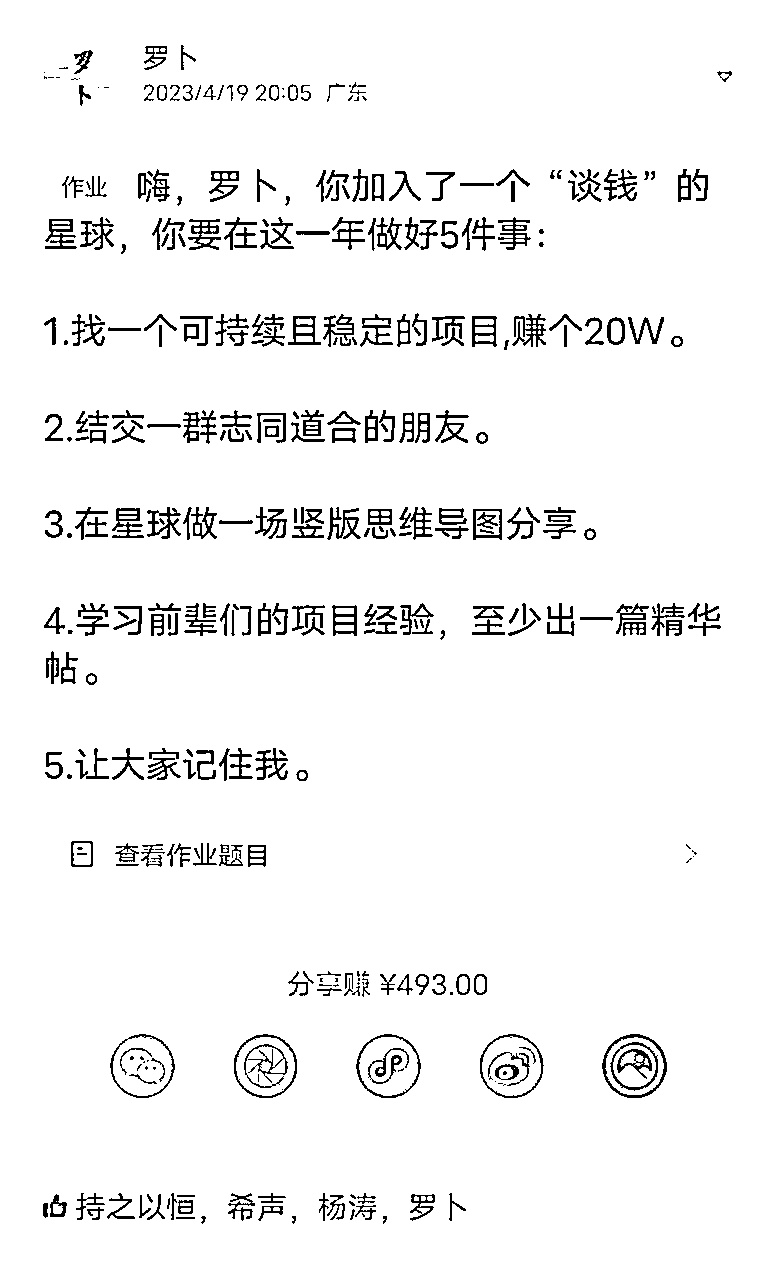 罗卜
罗
卜
2023/4/19 20:05 广东
作业 嗨，罗卜，你加入了一个“谈钱”的
星球，你要在这一年做好5件事：
1.找一个可持续且稳定的项目,赚个20W。
2.结交一群志同道合的朋友。
3.在星球做一场竖版思维导图分享。
4.学习前辈们的项目经验，至少出一篇精华
帖。
5.让大家记住我。
查看作业题目
分享赚 ¥493.00
持之以恒，希声，杨涛，罗卜